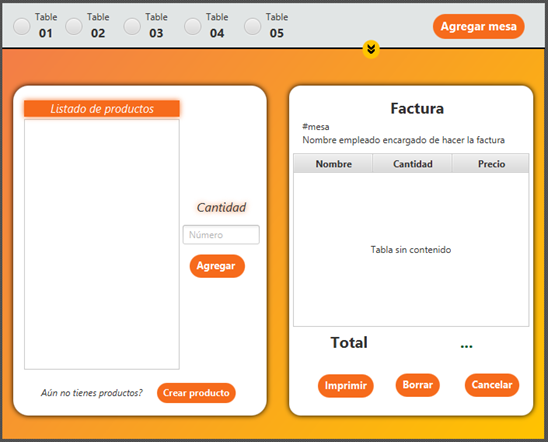 Table 01
Table 02
Table 03
Table 04
Table 05
Agregar mesa
Listado de productos
Cantidad
Número
Agregar
Aún no tienes productos?
Crear producto
Factura
#mesa
Nombre empleado encargado de hacer la factura
Nombre Cantidad Precio
Tabla sin contenido
Total ...
Imprimir Borrar Cancelar